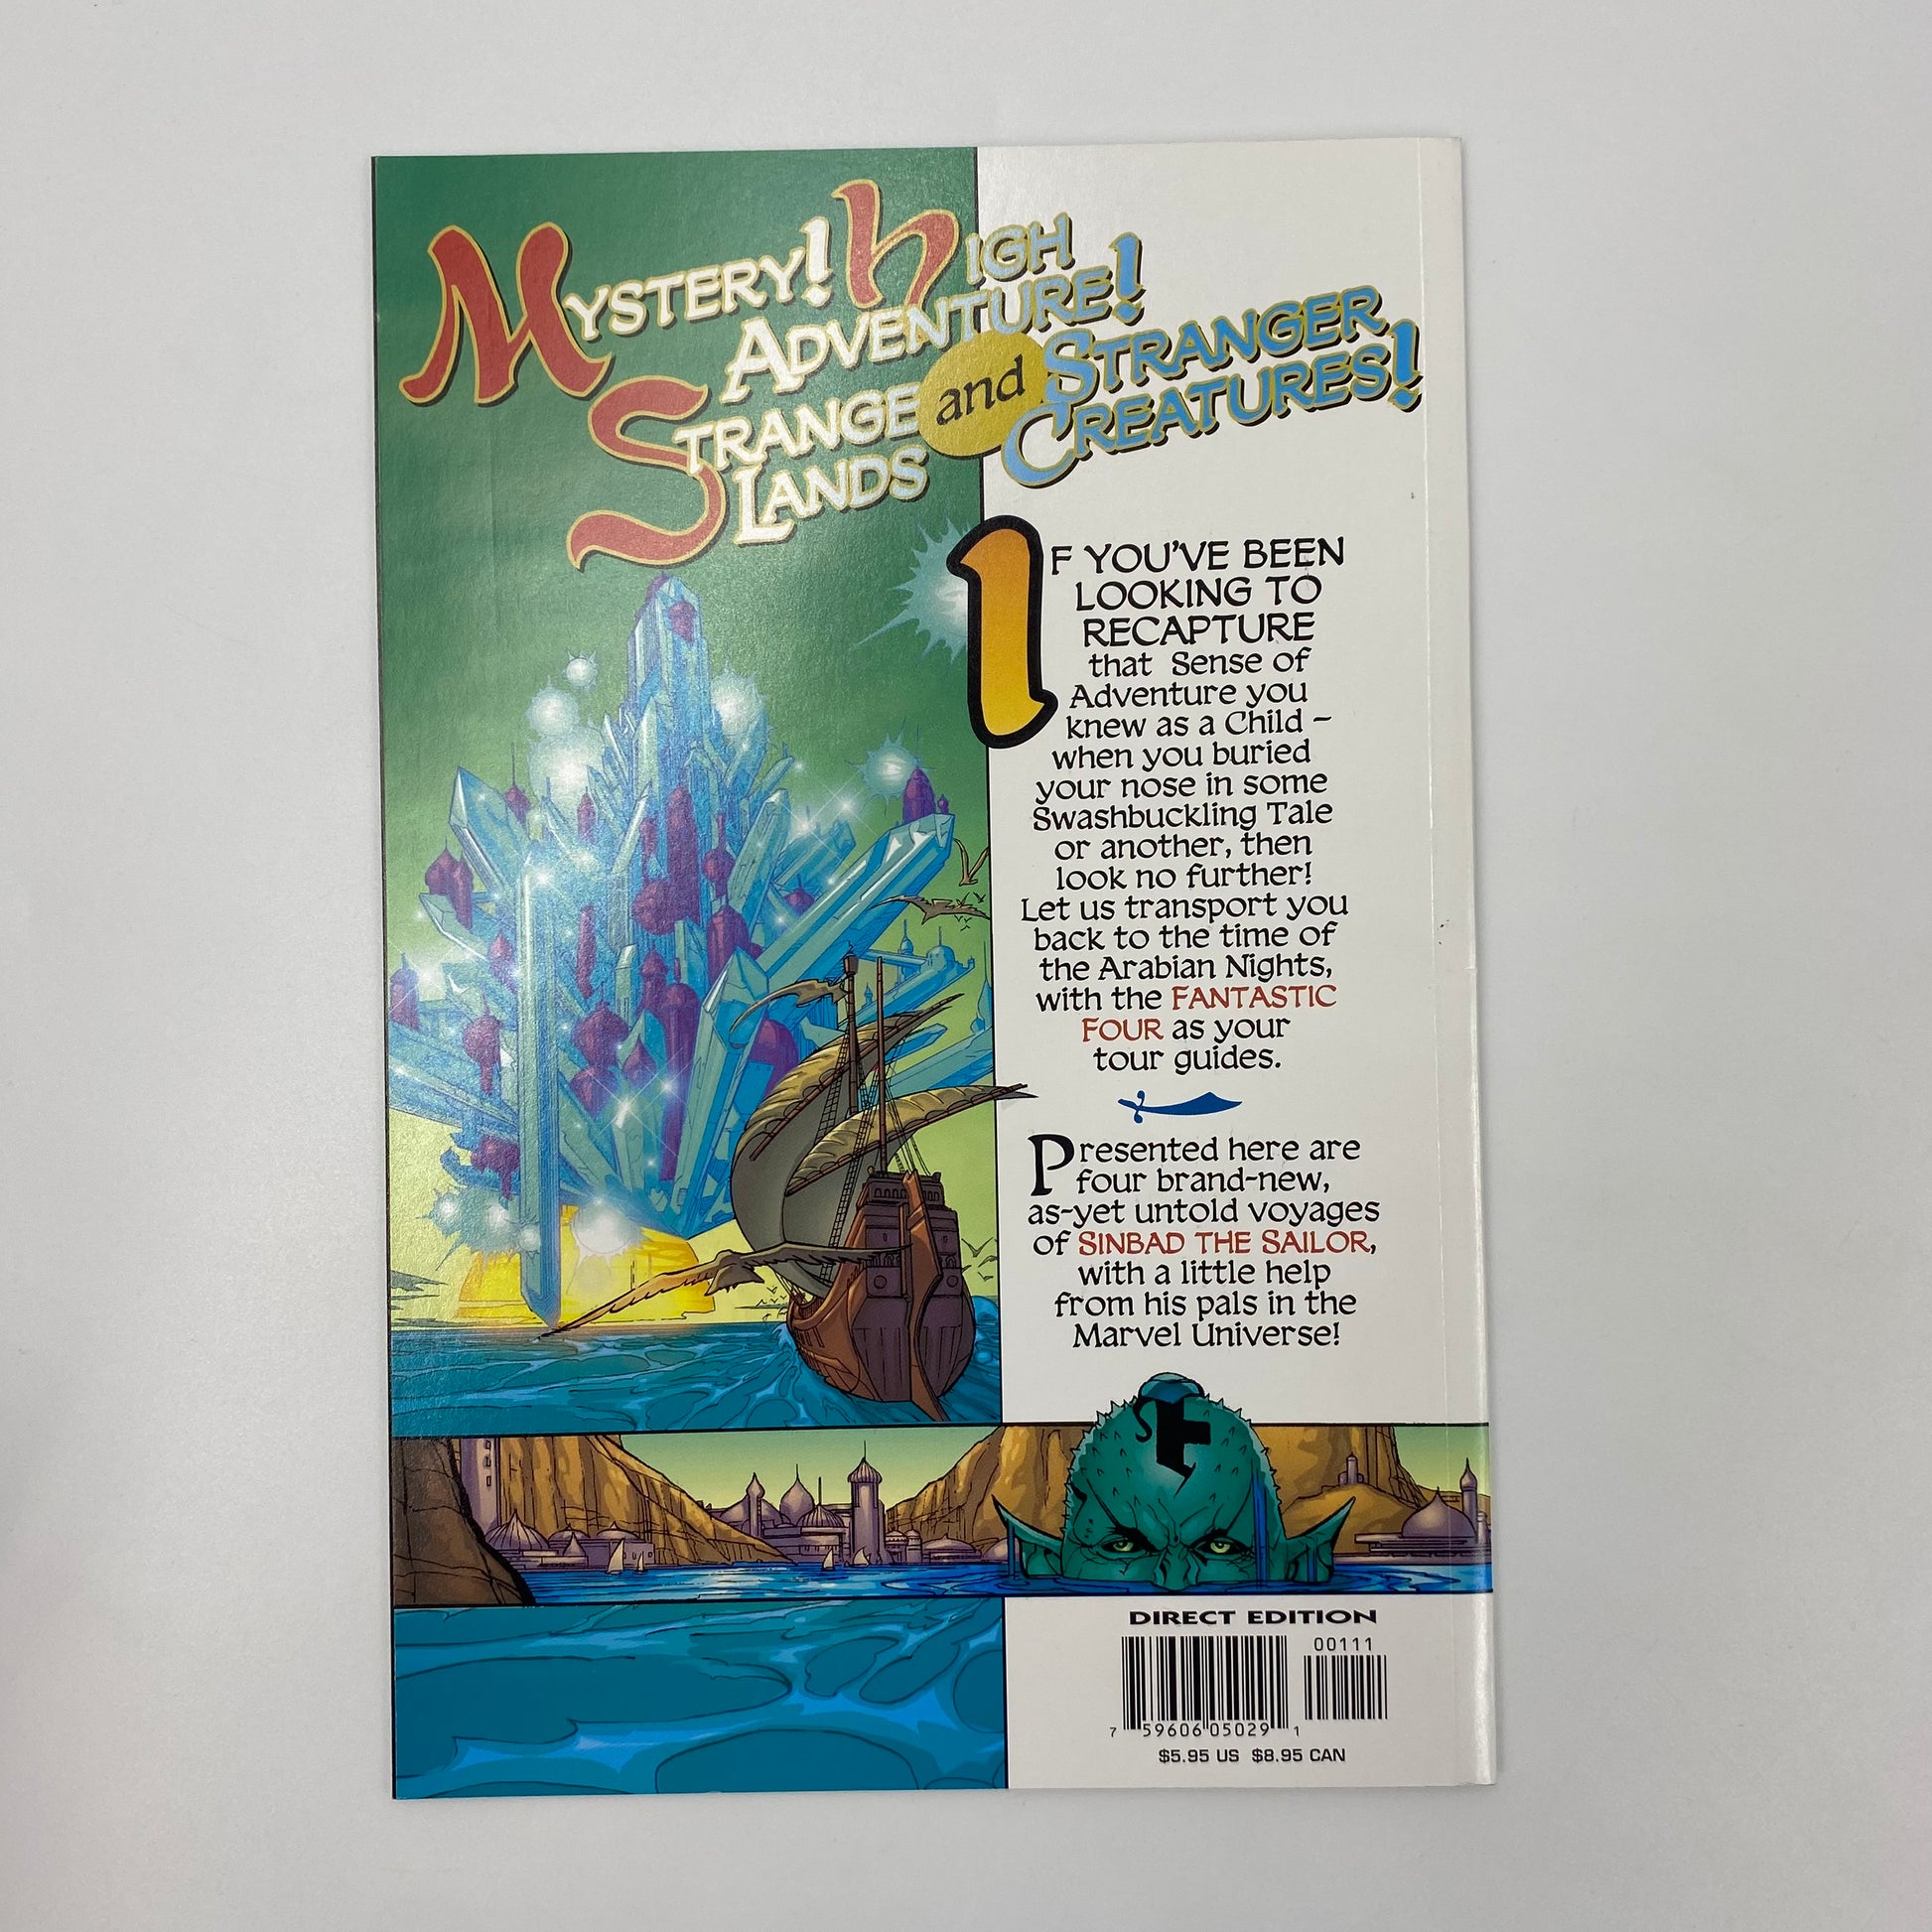 MYSTERY! HIGH
ADVENTURE!
STRANGE and STRANGER
LANDS CREATURES!
IF YOU'VE BEEN
LOOKING TO
RECAPTURE
that Sense of
Adventure you
knew as a Child –
when you buried
your nose in some
Swashbuckling Tale
or another, then
look no further!
Let us transport you
back to the time of
the Arabian Nights,
with the FANTASTIC
FOUR as your
tour guides.
Presented here are
four brand-new,
as-yet untold voyages
of SINBAD THE SAILOR,
with a little help
from his pals in the
Marvel Universe!
DIRECT EDITION
00111
7 59606 05029 1
$5.95 US $8.95 CAN